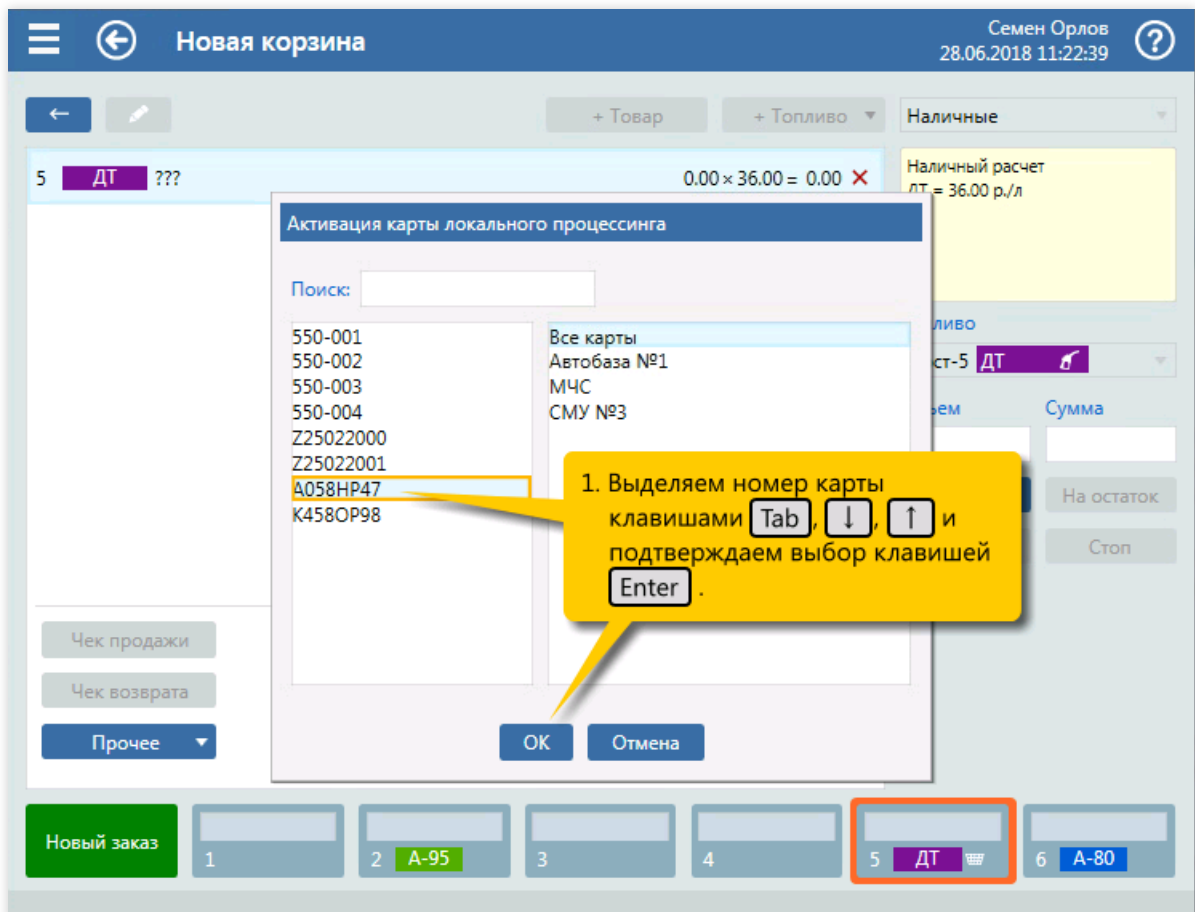 Новая корзина
Семен Орлов
28.06.2018 11:22:39
+ Товар
+ Топливо
Наличные
5 ДТ ???
0.00 × 36.00 = 0.00
Наличный расчет
ДТ = 36.00 р./л
Активация карты локального процессинга
Поиск:
550-001
550-002
550-003
550-004
Z25022000
Z25022001
А058НР47
К458ОР98
Все карты
Автобаза №1
МЧС
СМУ №3
ливо
ст-5 ДТ
ем
Сумма
На остаток
Стоп
1. Выделяем номер карты
клавишами Tab, ↓, ↑ и
подтверждаем выбор клавишей
Enter .
Чек продажи
Чек возврата
Прочее
ОК
Отмена
Новый заказ
1
2 А-95
3
4
5 ДТ
6 А-80